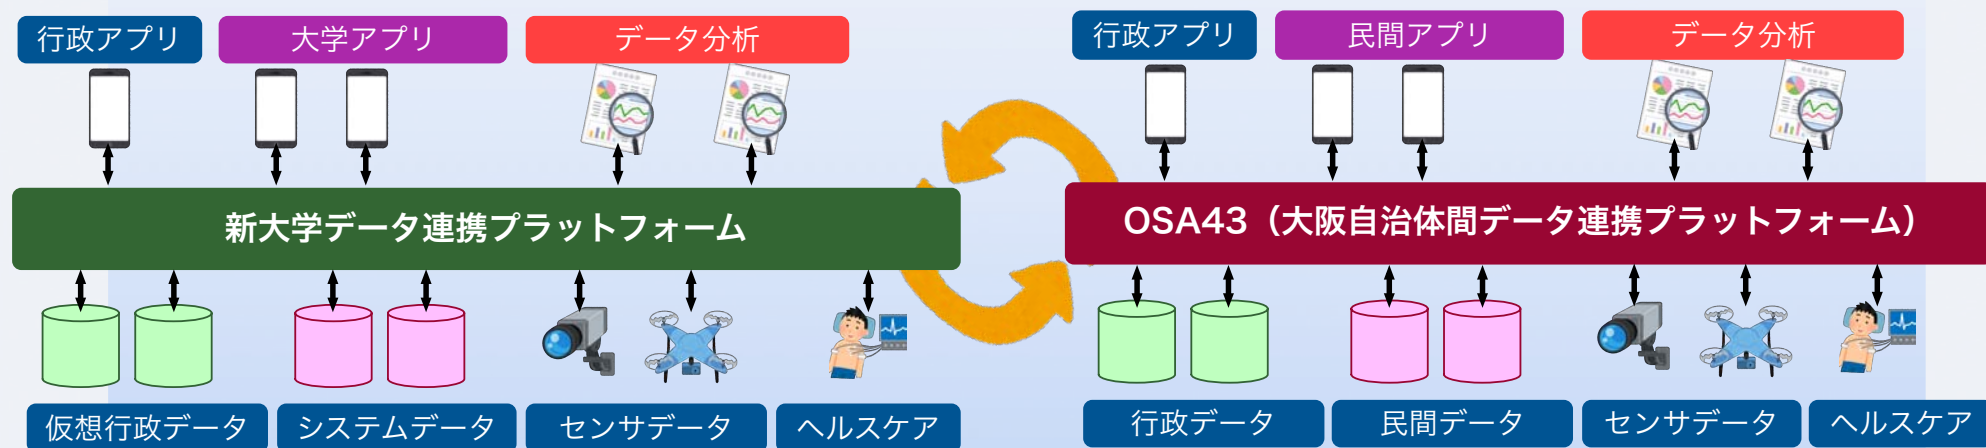 行政アプリ
大学アプリ
データ分析
新大学データ連携プラットフォーム
仮想行政データ
システムデータ
センサデータ
ヘルスケア
行政アプリ
民間アプリ
データ分析
OSA43（大阪自治体間データ連携プラットフォーム）
行政データ
民間データ
センサデータ
ヘルスケア